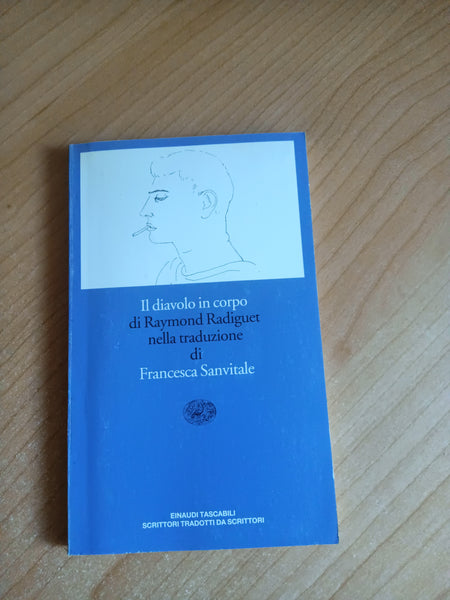 Il diavolo in corpo
di Raymond Radiguet
nella traduzione
di
Francesca Sanvitale
EINAUDI TASCABILI
SCRITTORI TRADOTTI DA SCRITTORI